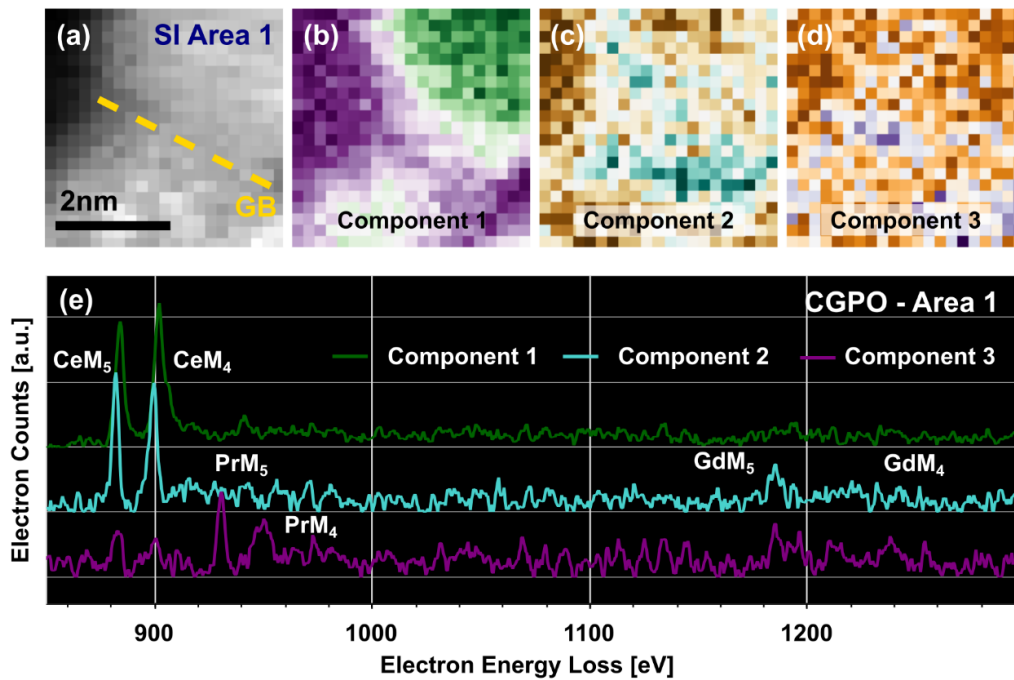 (a)
SI Area 1
GB
2nm
(b)
Component 1
(c)
Component 2
(d)
Component 3
(e)
CGPO - Area 1
CeM₅
CeM₄
Component 1
Component 2
Component 3
PrM₅
PrM₄
GdM₅
GdM₄
Electron Counts [a.u.]
900
1000
1100
1200
Electron Energy Loss [eV]